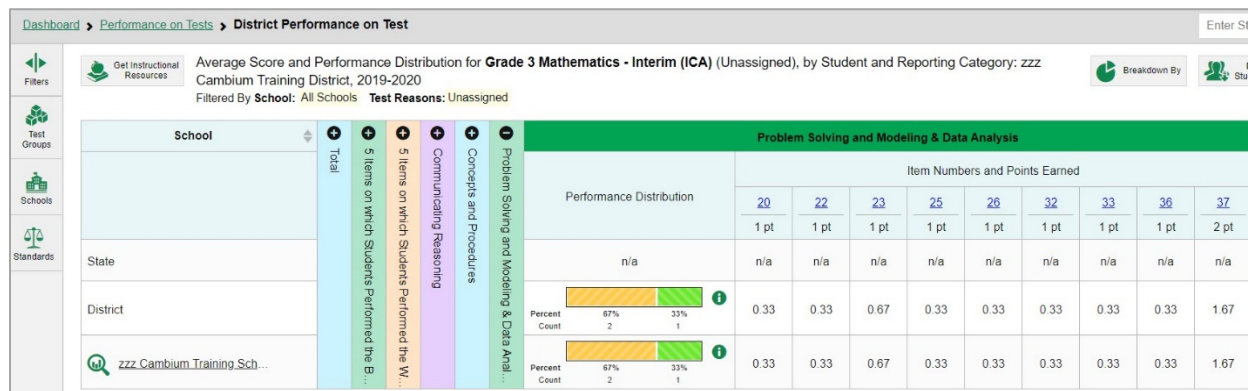 Dashboard > Performance on Tests > District Performance on Test
Enter St
Filters
Test
Groups
Schools
Standards
Get Instructional
Resources
Average Score and Performance Distribution for Grade 3 Mathematics - Interim (ICA) (Unassigned), by Student and Reporting Category: zzz
Cambium Training District, 2019-2020
Filtered By School: All Schools Test Reasons: Unassigned
Breakdown By
Stu
School
Total
5 Items on which Students Performed the B...
5 Items on which Students Performed the W...
Communicating Reasoning
Concepts and Procedures
Problem Solving and Modeling & Data Anal...
Problem Solving and Modeling & Data Analysis
Performance Distribution
Item Numbers and Points Earned
20 22 23 25 26 32 33 36 37
1 pt 1 pt 1 pt 1 pt 1 pt 1 pt 1 pt 1 pt 2 pt
State n/a n/a n/a n/a n/a n/a n/a n/a n/a n/a
District 0.33 0.33 0.67 0.33 0.33 0.33 0.33 0.33 1.67
Percent 67% 33%
Count 2 1
zzz Cambium Training Sch... 0.33 0.33 0.67 0.33 0.33 0.33 0.33 0.33 1.67
Percent 67% 33%
Count 2 1